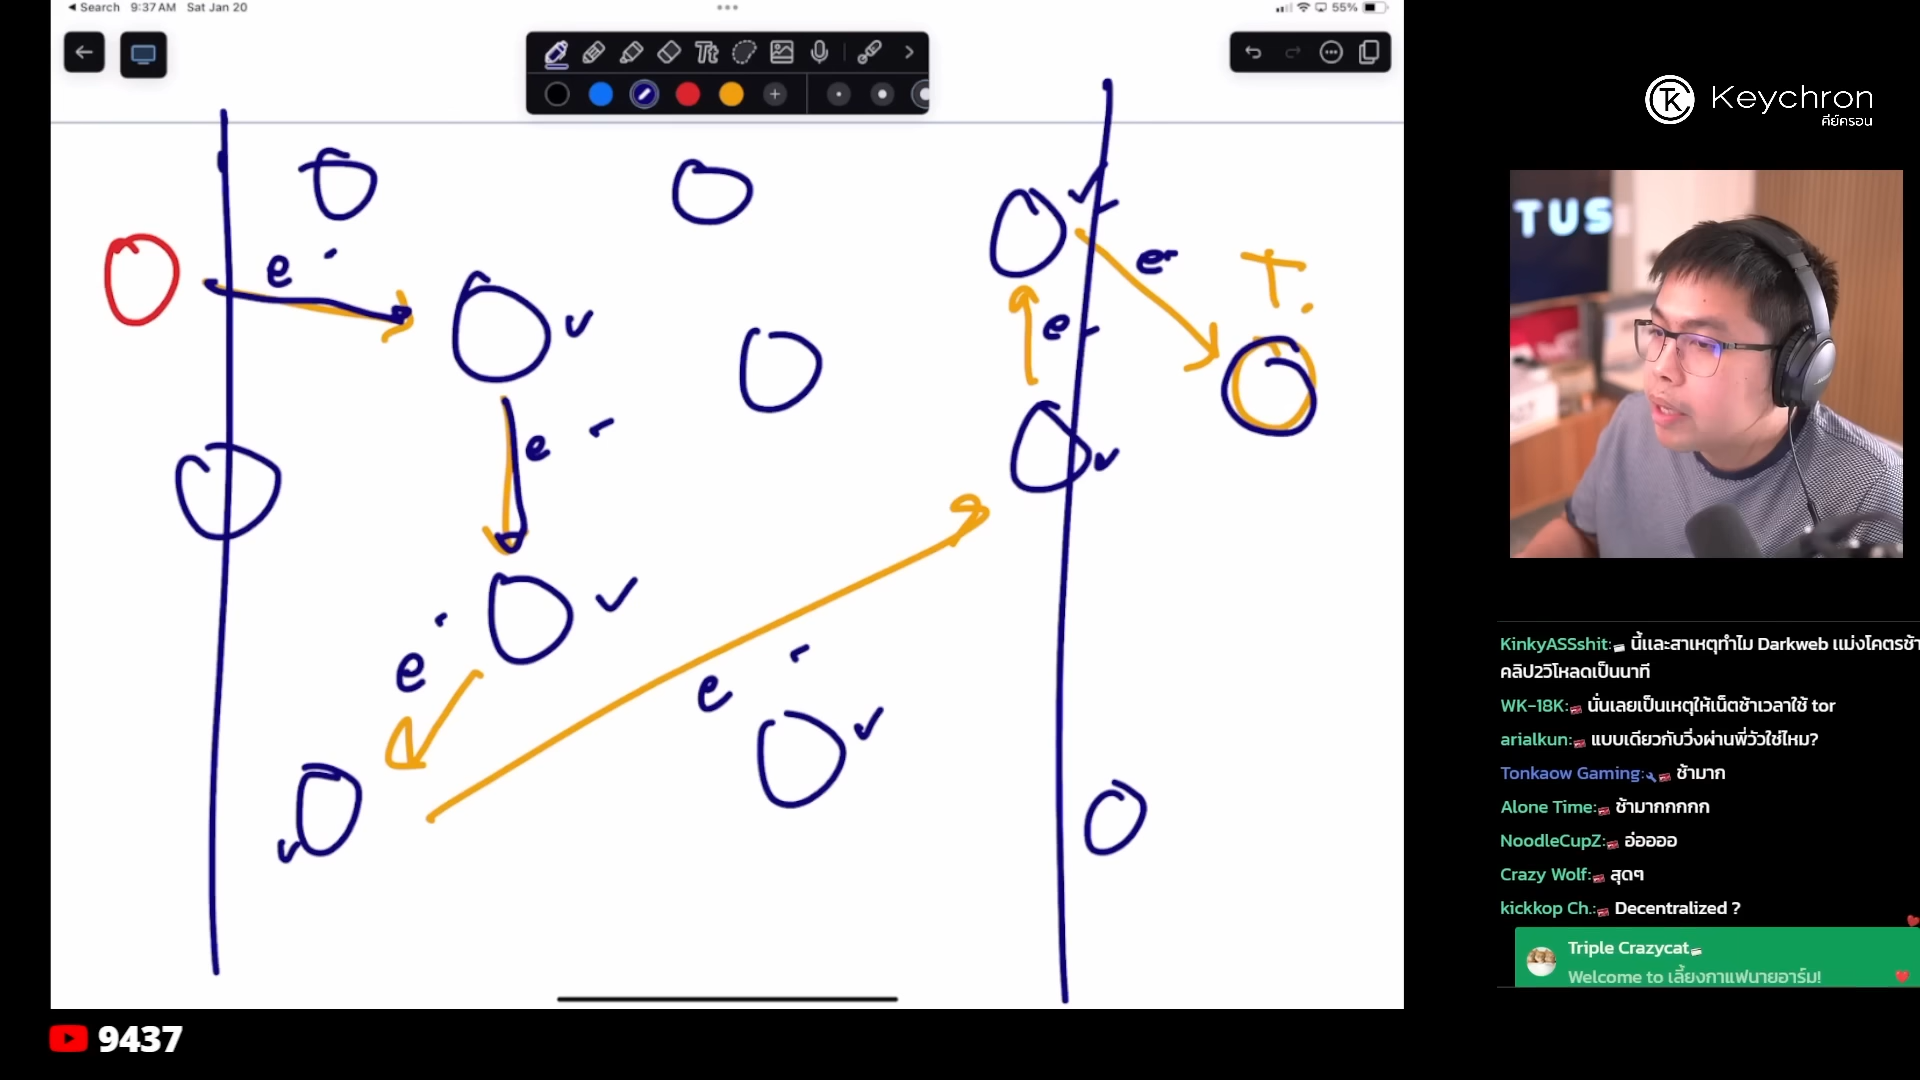 Search 9:37 AM Sat Jan 20
55%
Tt
e
e
e
e
e
e
T.
Keychron
คีย์ครอน
TUS
KinkyASSshit: นี้และสาเหตุทำไม Darkweb แม่งโคตรช้า
คลิป2วิโหลดเป็นนาที
WK-18K: นั่นเลยเป็นเหตุให้เน็ตช้าเวลาใช้ tor
arialkun: แบบเดียวกับวิ่งผ่านพี่วัวใช่ไหม?
Tonkaow Gaming: ช้ามาก
Alone Time: ช้ามากกกกก
NoodleCupZ: อ่ออออ
Crazy Wolf: สุดๆ
kickkop Ch.: Decentralized ?
Triple Crazycat
Welcome to เลี้ยงกาแฟนายอาร์ม!
9437